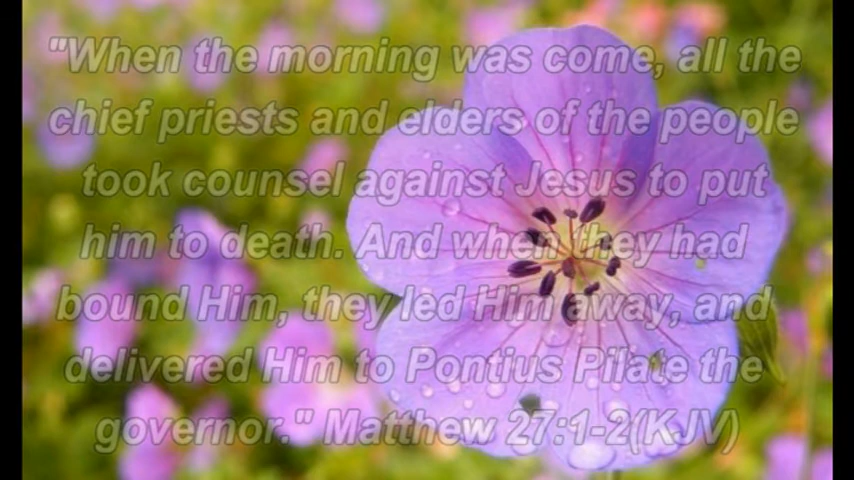 "When the morning was come, all the
chief priests and elders of the people
took counsel against Jesus to put
him to death. And when they had
bound Him, they led Him away, and
delivered Him to Pontius Pilate the
governor." Matthew 27:1-2(KJV)